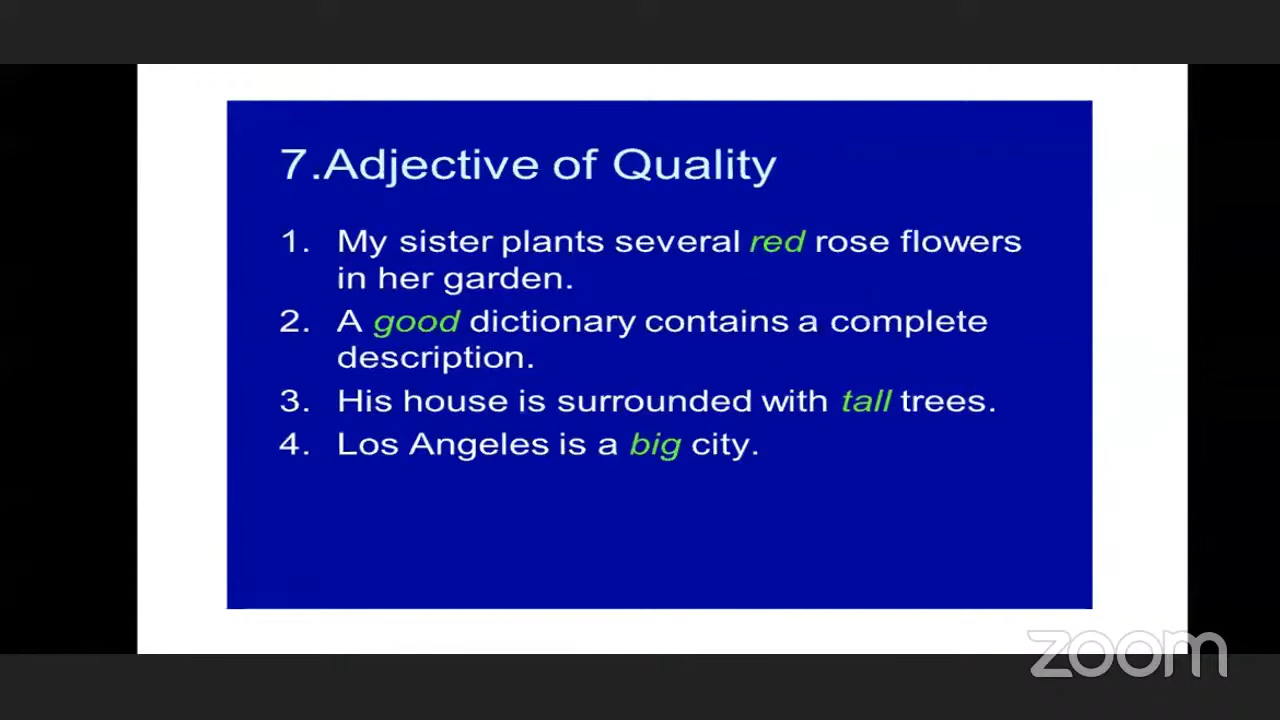 7.Adjective of Quality
1. My sister plants several red rose flowers
in her garden.
2. A good dictionary contains a complete
description.
3. His house is surrounded with tall trees.
4. Los Angeles is a big city.
zoom